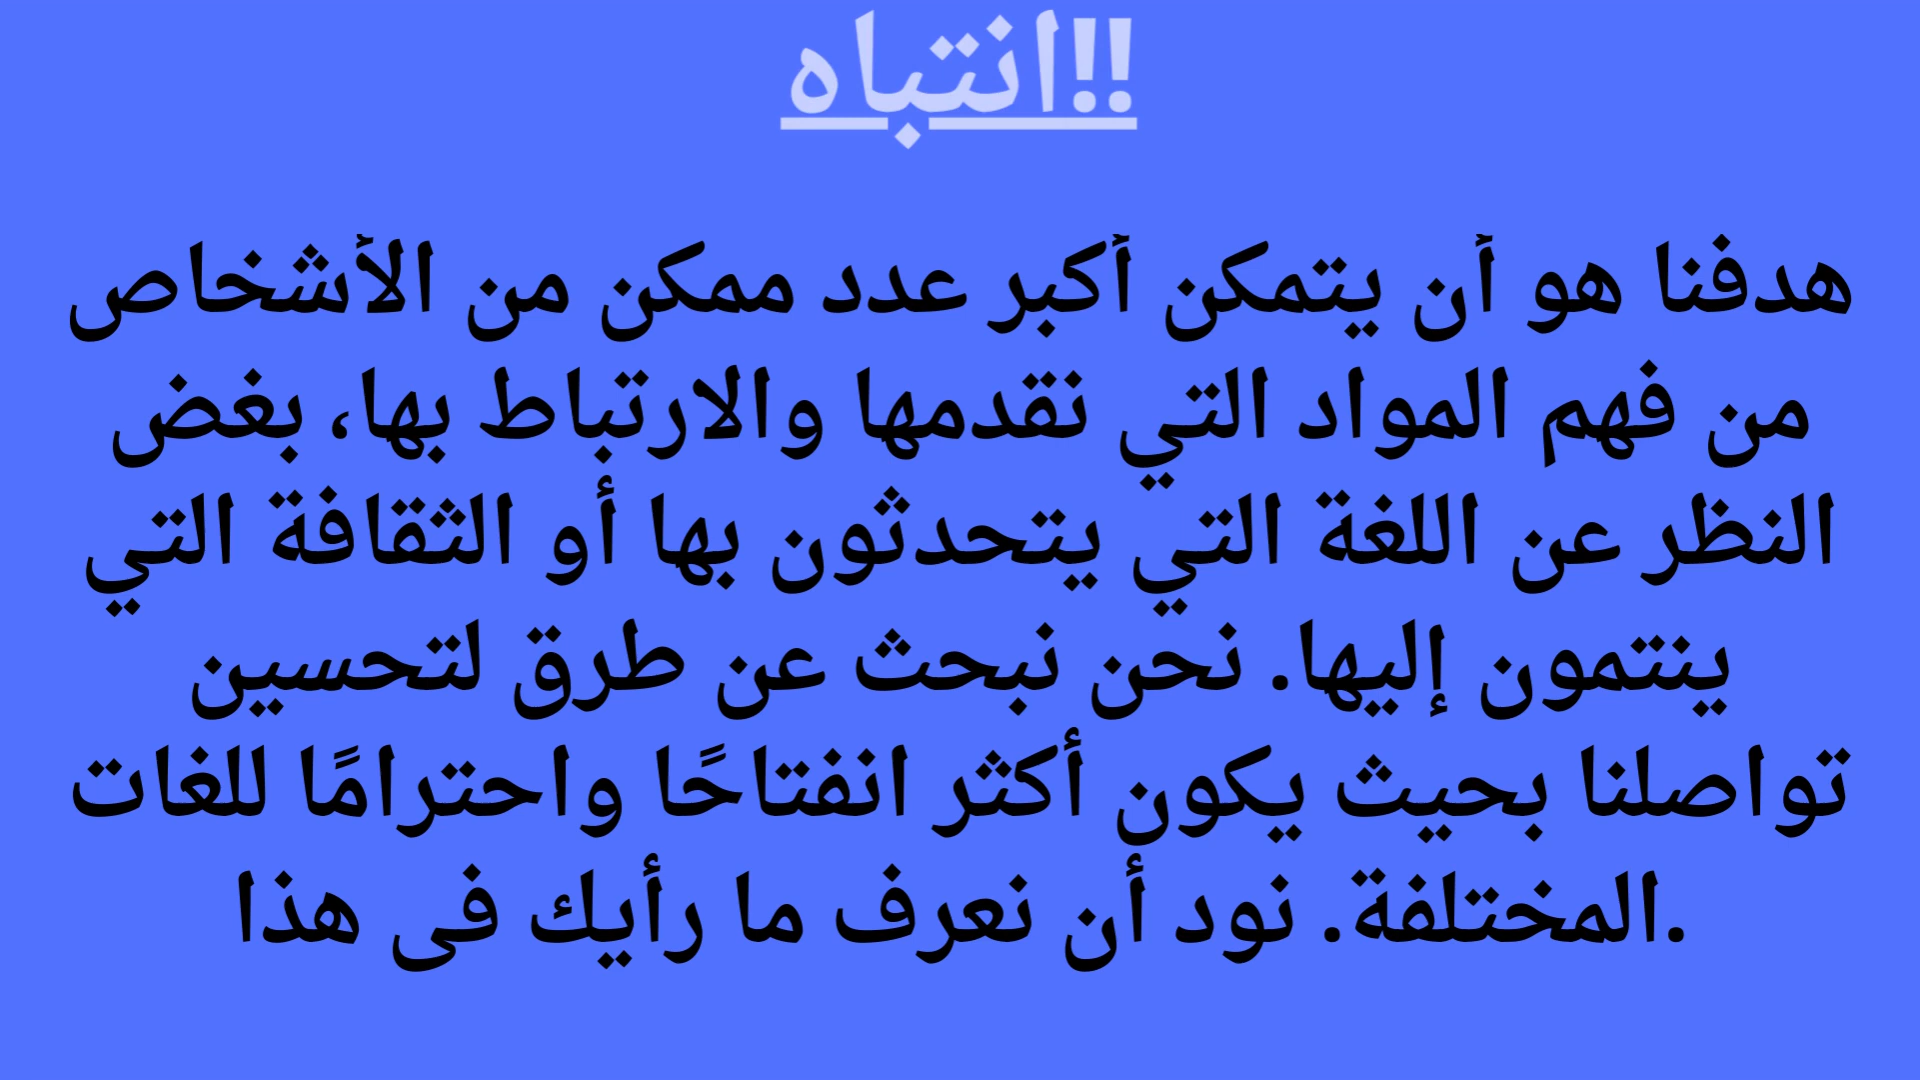 !!انتباه
هدفنا هو أن يتمكن أكبر عدد ممكن من الأشخاص
من فهم المواد التي نقدمها والارتباط بها، بغض
النظر عن اللغة التي يتحدثون بها أو الثقافة التي
ينتمون إليها. نحن نبحث عن طرق لتحسين
تواصلنا بحيث يكون أكثر انفتاحًا واحترامًا للغات
.المختلفة. نود أن نعرف ما رأيك فى هذا